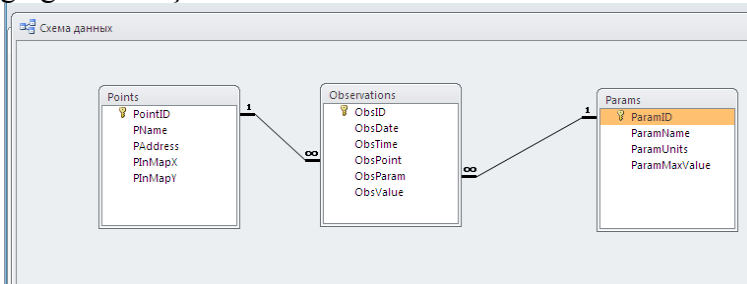 Схема данных
Points
PointID
PName
PAddress
PInMapX
PInMapY
1
∞
Observations
ObsID
ObsDate
ObsTime
ObsPoint
ObsParam
ObsValue
∞
1
Params
ParamID
ParamName
ParamUnits
ParamMaxValue